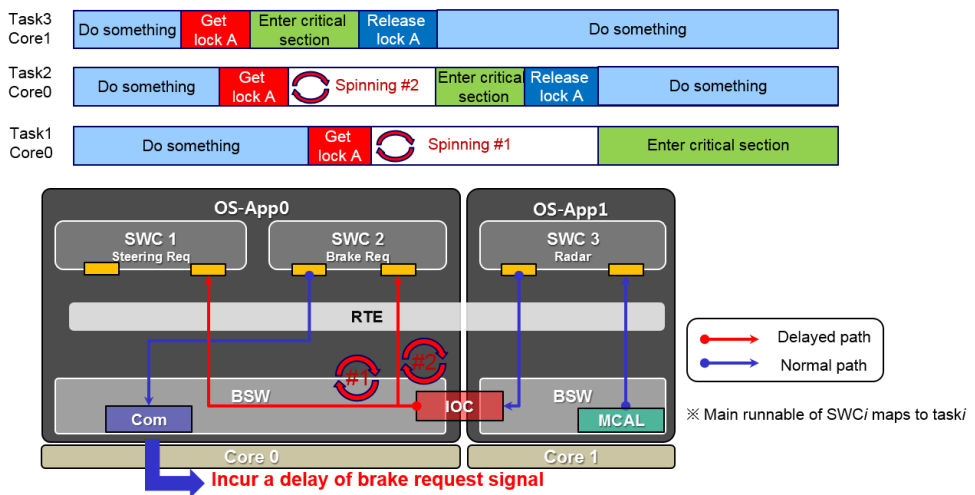 Task3
Core1
Do something
Get
lock A
Enter critical
section
Release
lock A
Do something
Task2
Core0
Do something
Get
lock A
Spinning #2
Enter critical
section
Release
lock A
Do something
Task1
Core0
Do something
Get
lock A
Spinning #1
Enter critical section
OS-App0
OS-App1
SWC 1
Steering Req
SWC 2
Brake Req
SWC 3
Radar
RTE
Delayed path
Normal path
#1
#2
BSW
IOC
BSW
Com
MCAL
※ Main runnable of SWCi maps to taski
Core 0
Core 1
Incur a delay of brake request signal